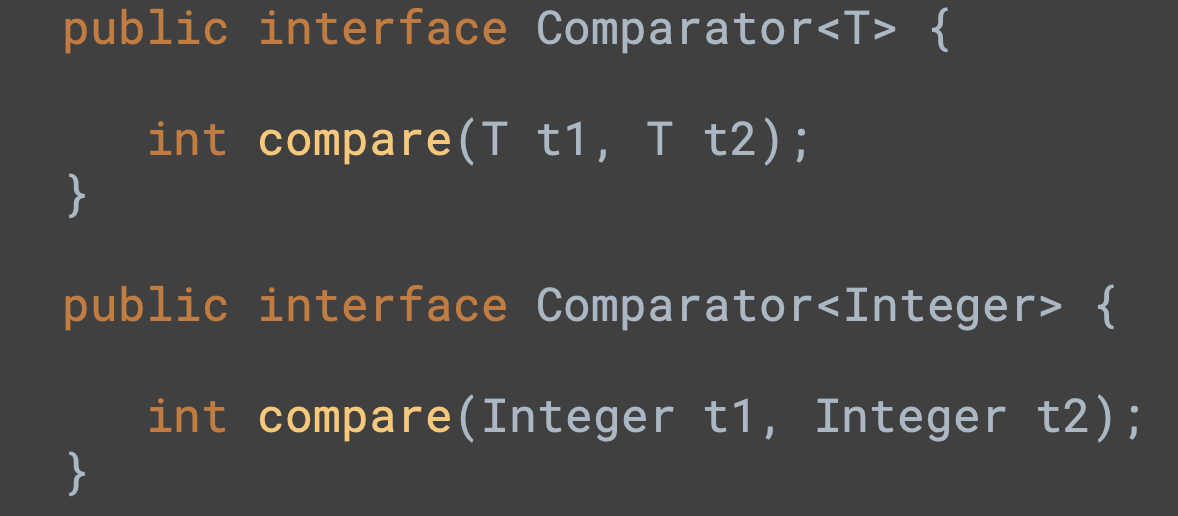 public interface Comparator<T> {
int compare(T t1, T t2);
}
public interface Comparator<Integer> {
int compare(Integer t1, Integer t2);
}